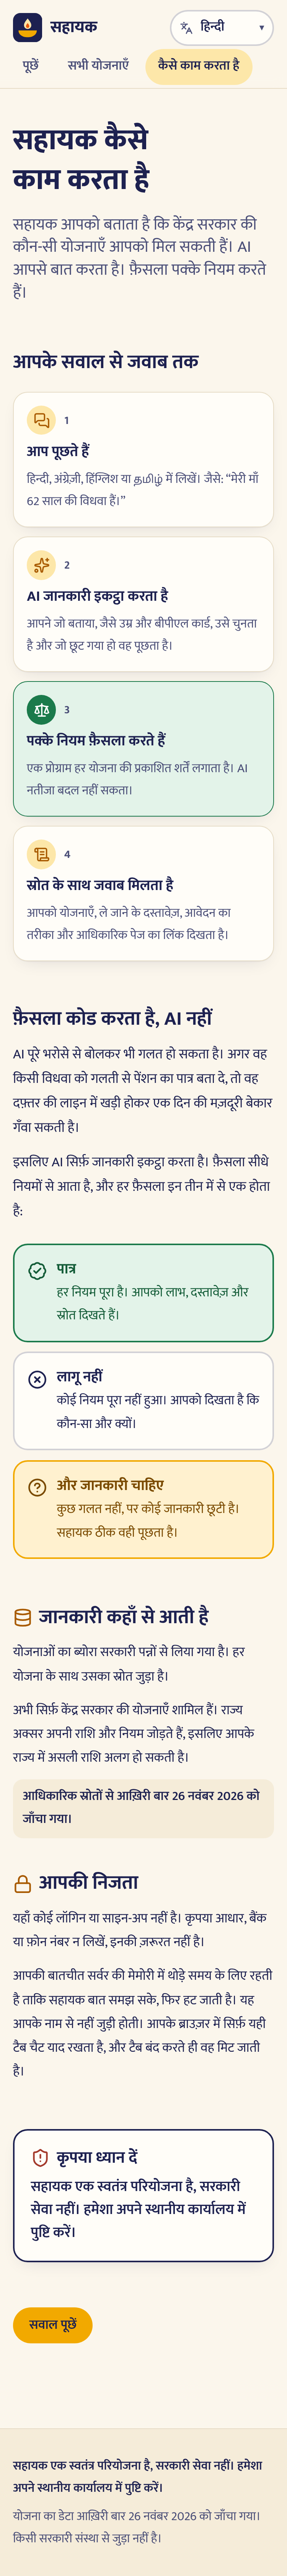 सहायक
हिन्दी
पूछें
सभी योजनाएँ
कैसे काम करता है
सहायक कैसे
काम करता है
सहायक आपको बताता है कि केंद्र सरकार की
कौन-सी योजनाएँ आपको मिल सकती हैं। AI
आपसे बात करता है। फ़ैसला पक्के नियम करते
हैं।
आपके सवाल से जवाब तक
1
आप पूछते हैं
हिन्दी, अंग्रेज़ी, हिंग्लिश या தமிழ் में लिखें। जैसे: “मेरी माँ
62 साल की विधवा हैं।”
2
AI जानकारी इकट्ठा करता है
आपने जो बताया, जैसे उम्र और बीपीएल कार्ड, उसे चुनता
है और जो छूट गया हो वह पूछता है।
3
पक्के नियम फ़ैसला करते हैं
एक प्रोग्राम हर योजना की प्रकाशित शर्तें लगाता है। AI
नतीजा बदल नहीं सकता।
4
स्रोत के साथ जवाब मिलता है
आपको योजनाएँ, ले जाने के दस्तावेज़, आवेदन का
तरीका और आधिकारिक पेज का लिंक दिखता है।
फ़ैसला कोड करता है, AI नहीं
AI पूरे भरोसे से बोलकर भी गलत हो सकता है। अगर वह
किसी विधवा को गलती से पेंशन का पात्र बता दे, तो वह
दफ़्तर की लाइन में खड़ी होकर एक दिन की मज़दूरी बेकार
गँवा सकती है।
इसलिए AI सिर्फ़ जानकारी इकट्ठा करता है। फ़ैसला सीधे
नियमों से आता है, और हर फ़ैसला इन तीन में से एक होता
है:
पात्र
हर नियम पूरा है। आपको लाभ, दस्तावेज़ और
स्रोत दिखते हैं।
लागू नहीं
कोई नियम पूरा नहीं हुआ। आपको दिखता है कि
कौन-सा और क्यों।
और जानकारी चाहिए
कुछ गलत नहीं, पर कोई जानकारी छूटी है।
सहायक ठीक वही पूछता है।
जानकारी कहाँ से आती है
योजनाओं का ब्योरा सरकारी पन्नों से लिया गया है। हर
योजना के साथ उसका स्रोत जुड़ा है।
अभी सिर्फ़ केंद्र सरकार की योजनाएँ शामिल हैं। राज्य
अक्सर अपनी राशि और नियम जोड़ते हैं, इसलिए आपके
राज्य में असली राशि अलग हो सकती है।
आधिकारिक स्रोतों से आख़िरी बार 26 नवंबर 2026 को
जाँचा गया।
आपकी निजता
यहाँ कोई लॉगिन या साइन-अप नहीं है। कृपया आधार, बैंक
या फ़ोन नंबर न लिखें, इनकी ज़रूरत नहीं है।
आपकी बातचीत सर्वर की मेमोरी में थोड़े समय के लिए रहती
है ताकि सहायक बात समझ सके, फिर हट जाती है। यह
आपके नाम से नहीं जुड़ी होती। आपके ब्राउज़र में सिर्फ़ यही
टैब चैट याद रखता है, और टैब बंद करते ही वह मिट जाती
है।
कृपया ध्यान दें
सहायक एक स्वतंत्र परियोजना है, सरकारी
सेवा नहीं। हमेशा अपने स्थानीय कार्यालय में
पुष्टि करें।
सवाल पूछें
सहायक एक स्वतंत्र परियोजना है, सरकारी सेवा नहीं। हमेशा
अपने स्थानीय कार्यालय में पुष्टि करें।
योजना का डेटा आख़िरी बार 26 नवंबर 2026 को जाँचा गया।
किसी सरकारी संस्था से जुड़ा नहीं है।